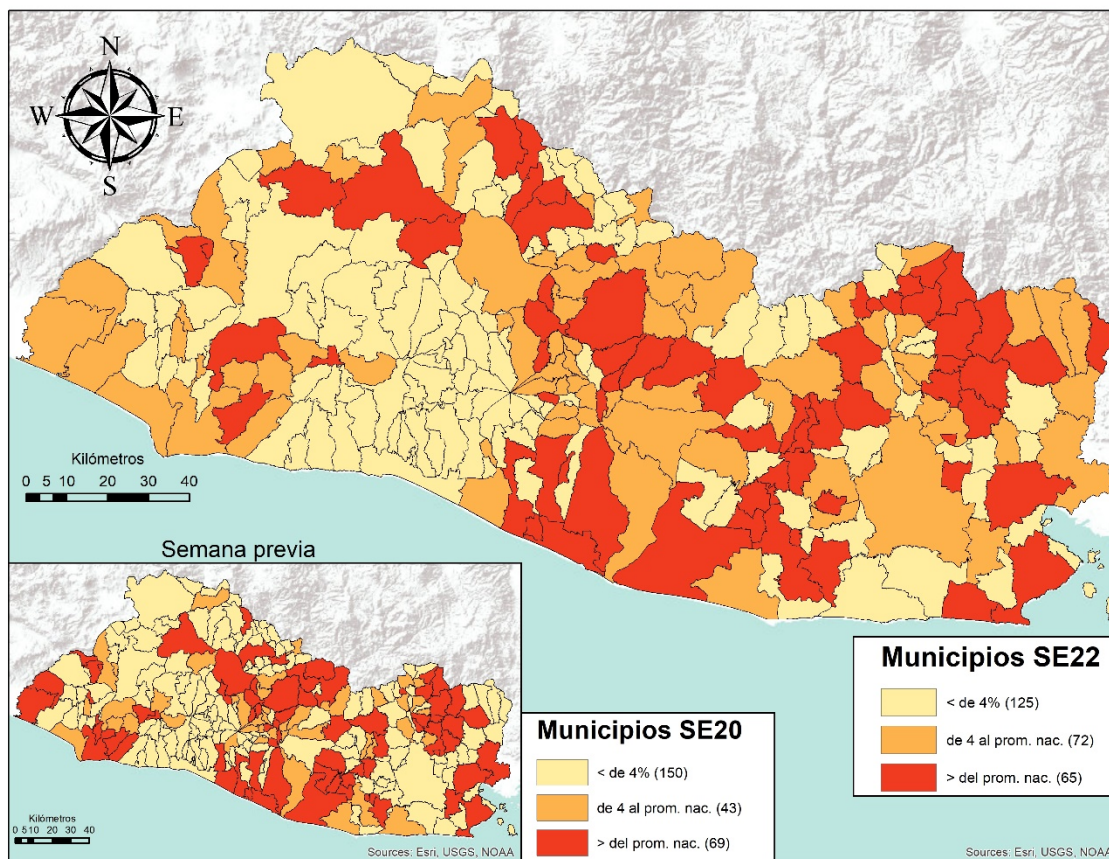 N
W E
S
Kilómetros
0 5 10 20 30 40
Semana previa
Municipios SE22
< de 4% (125)
de 4 al prom. nac. (72)
> del prom. nac. (65)
Sources: Esri, USGS, NOAA
Kilómetros
0 5 10 20 30 40
Municipios SE20
< de 4% (150)
de 4 al prom. nac. (43)
> del prom. nac. (69)
Sources: Esri, USGS, NOAA